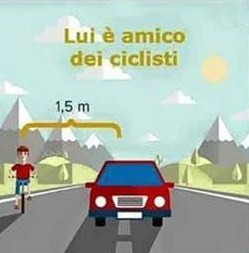 Lui è amico
dei ciclisti
1,5 m